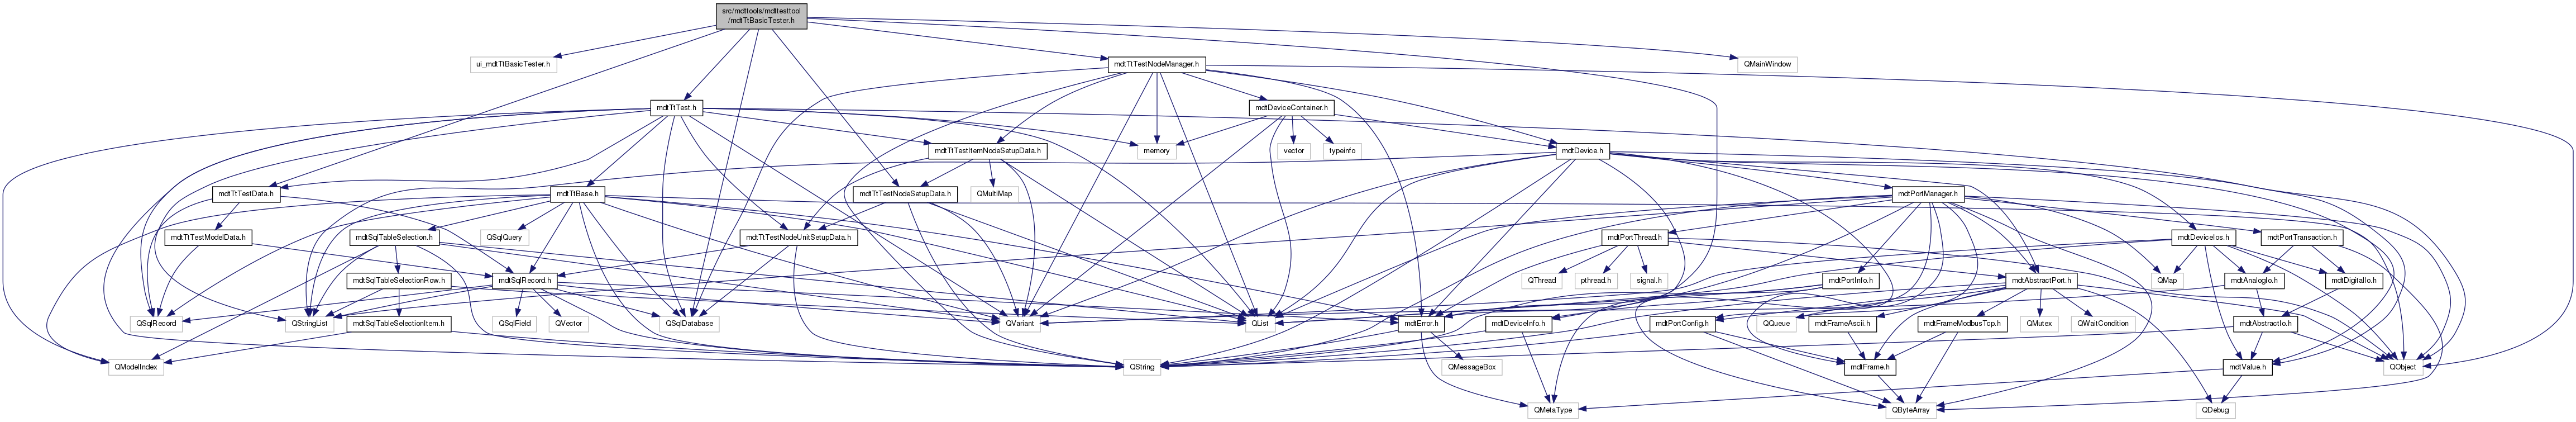 src/mdttools/mdttesttool
/mdtTtBasicTester.h
ui_mdtTtBasicTester.h
mdtTtTestNodeManager.h
QMainWindow
mdtTtTest.h
mdtDeviceContainer.h
mdtTtTestItemNodeSetupData.h
memory
vector
typeinfo
mdtDevice.h
mdtTtTestData.h
mdtTtBase.h
mdtTtTestNodeSetupData.h
QMultiMap
mdtPortManager.h
mdtTtTestModelData.h
mdtSqlTableSelection.h
QSqlQuery
mdtTtTestNodeUnitSetupData.h
mdtPortThread.h
mdtDeviceIos.h
mdtPortTransaction.h
mdtSqlTableSelectionRow.h
mdtSqlRecord.h
QThread
pthread.h
signal.h
mdtPortInfo.h
mdtAbstractPort.h
QMap
mdtAnalogIo.h
mdtDigitalIo.h
QSqlRecord
QStringList
mdtSqlTableSelectionItem.h
QSqlField
QVector
QSqlDatabase
QVariant
QList
mdtError.h
mdtDeviceInfo.h
mdtPortConfig.h
QQueue
mdtFrameAscii.h
mdtFrameModbusTcp.h
QMutex
QWaitCondition
mdtAbstractIo.h
QModelIndex
QString
QMessageBox
mdtFrame.h
mdtValue.h
QObject
QMetaType
QByteArray
QDebug